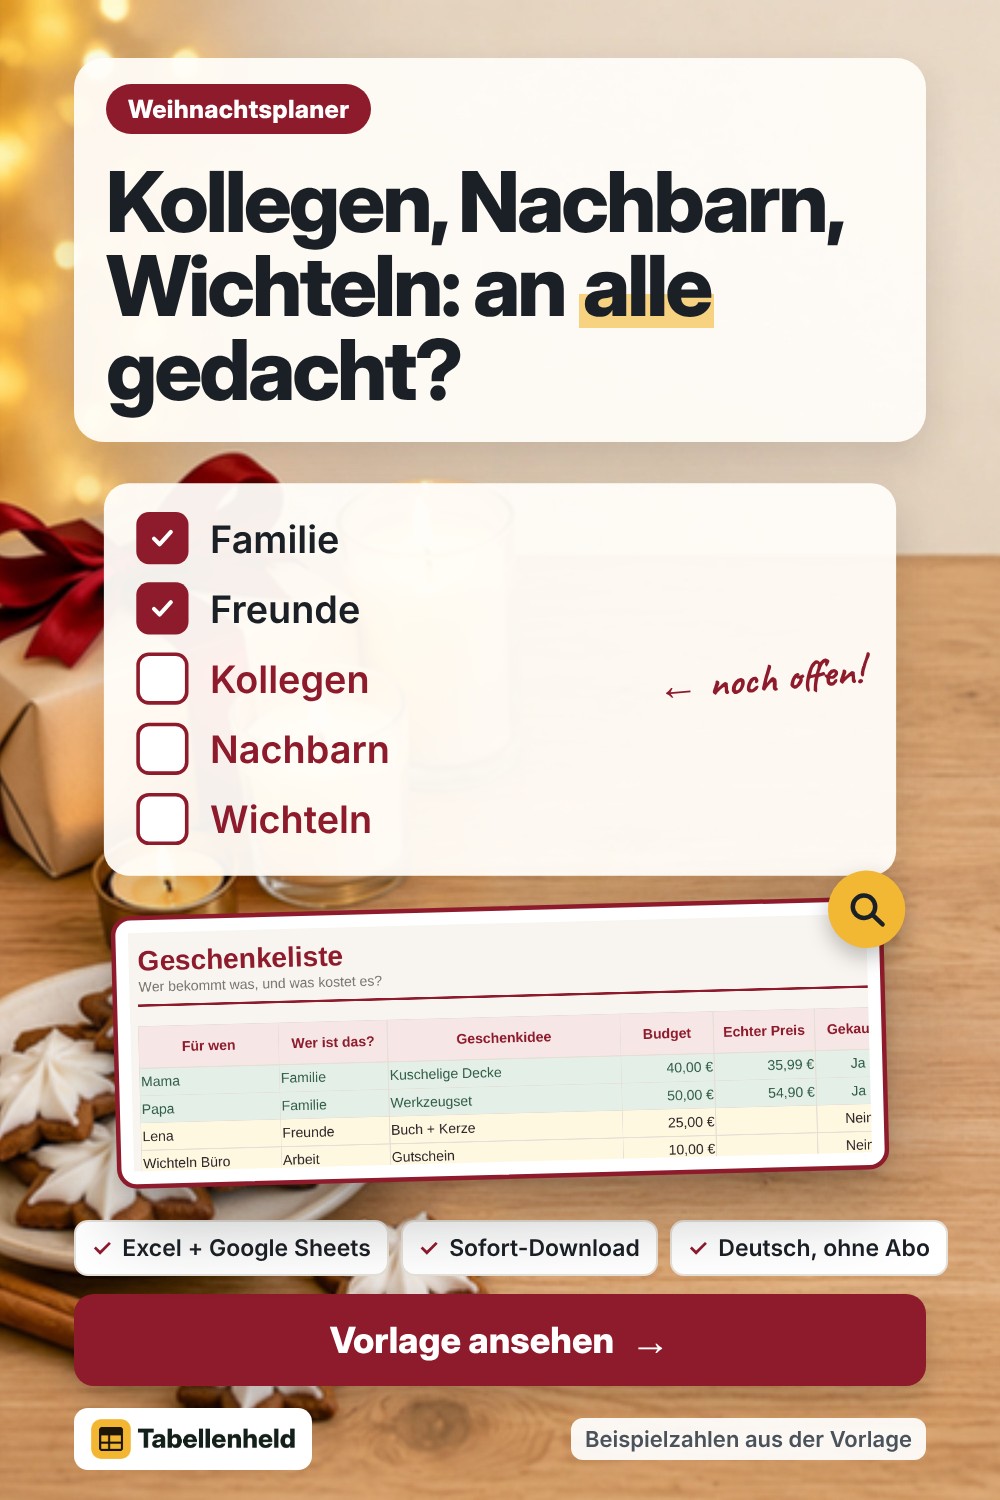 Weihnachtsplaner
Kollegen, Nachbarn,
Wichteln: an alle
gedacht?
Familie
Freunde
Kollegen
← noch offen!
Nachbarn
Wichteln
Geschenkeliste
Wer bekommt was, und was kostet es?
Für wen Wer ist das? Geschenkidee Budget Echter Preis Gekau
Mama Familie Kuschelige Decke 40,00 € 35,99 € Ja
Papa Familie Werkzeugset 50,00 € 54,90 € Ja
Lena Freunde Buch + Kerze 25,00 € Nein
Wichteln Büro Arbeit Gutschein 10,00 € Nein
Excel + Google Sheets Sofort-Download Deutsch, ohne Abo
Vorlage ansehen →
Tabellenheld Beispielzahlen aus der Vorlage